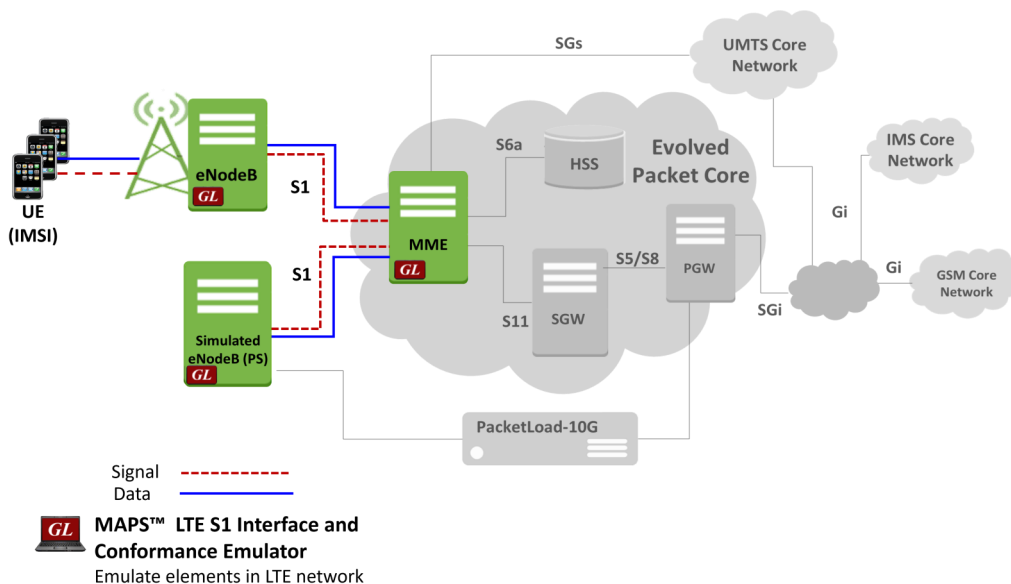 SGs
UMTS Core
Network
IMS Core
Network
S6a
HSS
Evolved
Packet Core
eNodeB
GL
S1
UE
(IMSI)
MME
GL
S1
S5/S8
PGW
Gi
Gi
GSM Core
Network
SGi
S11
SGW
Simulated
eNodeB (PS)
GL
PacketLoad-10G
Signal
Data
GL
MAPS™ LTE S1 Interface and
Conformance Emulator
Emulate elements in LTE network